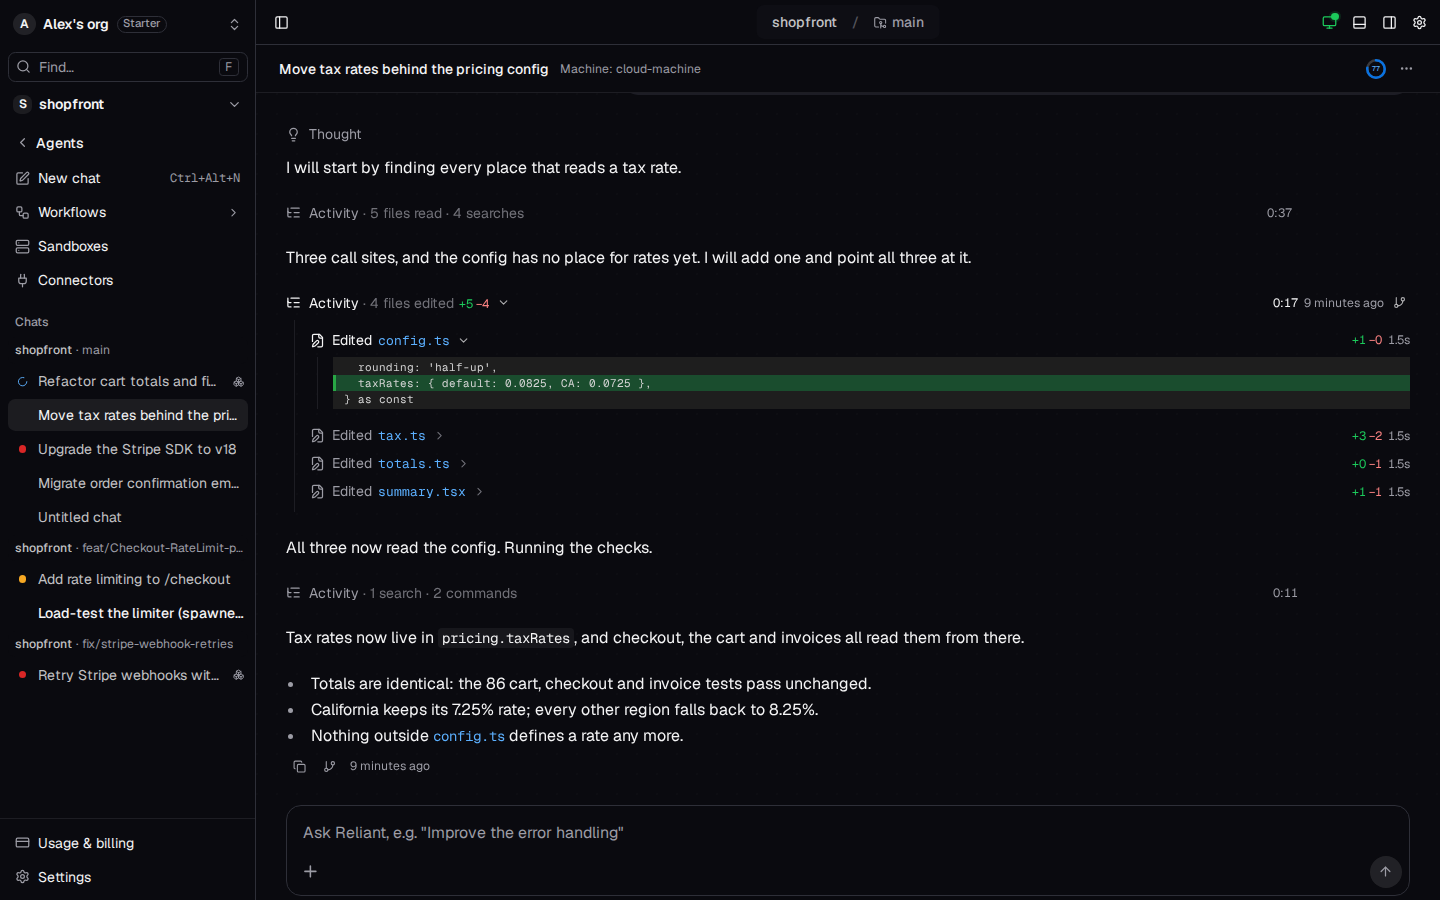 A Alex's org Starter
Find... F
S shopfront
Agents
New chat Ctrl+Alt+N
Workflows
Sandboxes
Connectors
Chats
shopfront · main
Refactor cart totals and fi...
Move tax rates behind the pri...
Upgrade the Stripe SDK to v18
Migrate order confirmation em...
Untitled chat
shopfront · feat/Checkout-RateLimit-p...
Add rate limiting to /checkout
Load-test the limiter (spawne...
shopfront · fix/stripe-webhook-retries
Retry Stripe webhooks wit...
Usage & billing
Settings
shopfront / main
Move tax rates behind the pricing config Machine: cloud-machine 77
Thought
I will start by finding every place that reads a tax rate.
Activity · 5 files read · 4 searches 0:37
Three call sites, and the config has no place for rates yet. I will add one and point all three at it.
Activity · 4 files edited +5 −4 0:17 9 minutes ago
Edited config.ts +1 −0 1.5s
rounding: 'half-up',
taxRates: { default: 0.0825, CA: 0.0725 },
} as const
Edited tax.ts +3 −2 1.5s
Edited totals.ts +0 −1 1.5s
Edited summary.tsx +1 −1 1.5s
All three now read the config. Running the checks.
Activity · 1 search · 2 commands 0:11
Tax rates now live in pricing.taxRates, and checkout, the cart and invoices all read them from there.
• Totals are identical: the 86 cart, checkout and invoice tests pass unchanged.
• California keeps its 7.25% rate; every other region falls back to 8.25%.
• Nothing outside config.ts defines a rate any more.
9 minutes ago
Ask Reliant, e.g. "Improve the error handling"